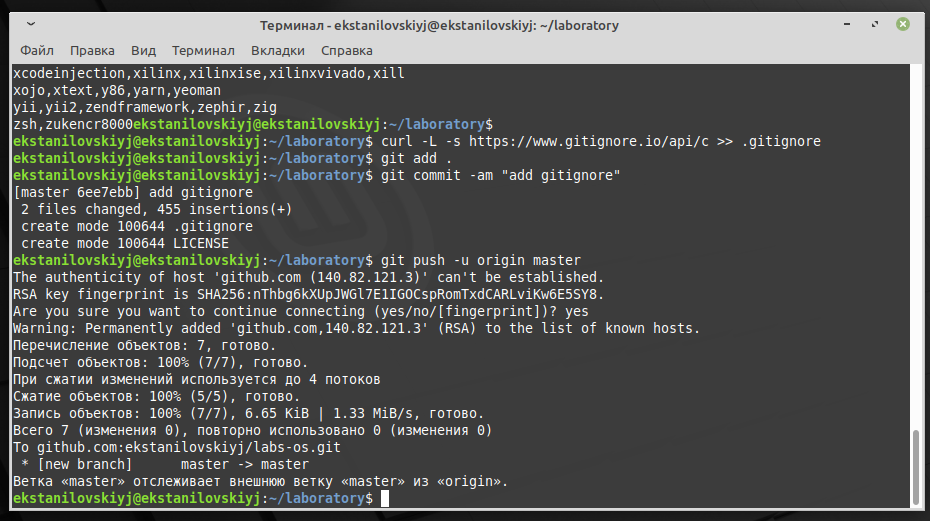 Терминал - ekstanilovskiyj@ekstanilovskiyj: ~/laboratory
Файл Правка Вид Терминал Вкладки Справка
xcodeinjection,xilinx,xilinxise,xilinxvivado,xill
xojo,xtext,y86,yarn,yeoman
yii,yii2,zendframework,zephir,zig
zsh,zukencr8000ekstanilovskiyj@ekstanilovskiyj:~/laboratory$
ekstanilovskiyj@ekstanilovskiyj:~/laboratory$ curl -L -s https://www.gitignore.io/api/c >> .gitignore
ekstanilovskiyj@ekstanilovskiyj:~/laboratory$ git add .
ekstanilovskiyj@ekstanilovskiyj:~/laboratory$ git commit -am "add gitignore"
[master 6ee7ebb] add gitignore
 2 files changed, 455 insertions(+)
 create mode 100644 .gitignore
 create mode 100644 LICENSE
ekstanilovskiyj@ekstanilovskiyj:~/laboratory$ git push -u origin master
The authenticity of host 'github.com (140.82.121.3)' can't be established.
RSA key fingerprint is SHA256:nThbg6kXUpJWGl7E1IGOCspRomTxdCARLviKw6E5SY8.
Are you sure you want to continue connecting (yes/no/[fingerprint])? yes
Warning: Permanently added 'github.com,140.82.121.3' (RSA) to the list of known hosts.
Перечисление объектов: 7, готово.
Подсчет объектов: 100% (7/7), готово.
При сжатии изменений используется до 4 потоков
Сжатие объектов: 100% (5/5), готово.
Запись объектов: 100% (7/7), 6.65 KiB | 1.33 MiB/s, готово.
Всего 7 (изменения 0), повторно использовано 0 (изменения 0)
To github.com:ekstanilovskiyj/labs-os.git
 * [new branch]      master -> master
Ветка «master» отслеживает внешнюю ветку «master» из «origin».
ekstanilovskiyj@ekstanilovskiyj:~/laboratory$